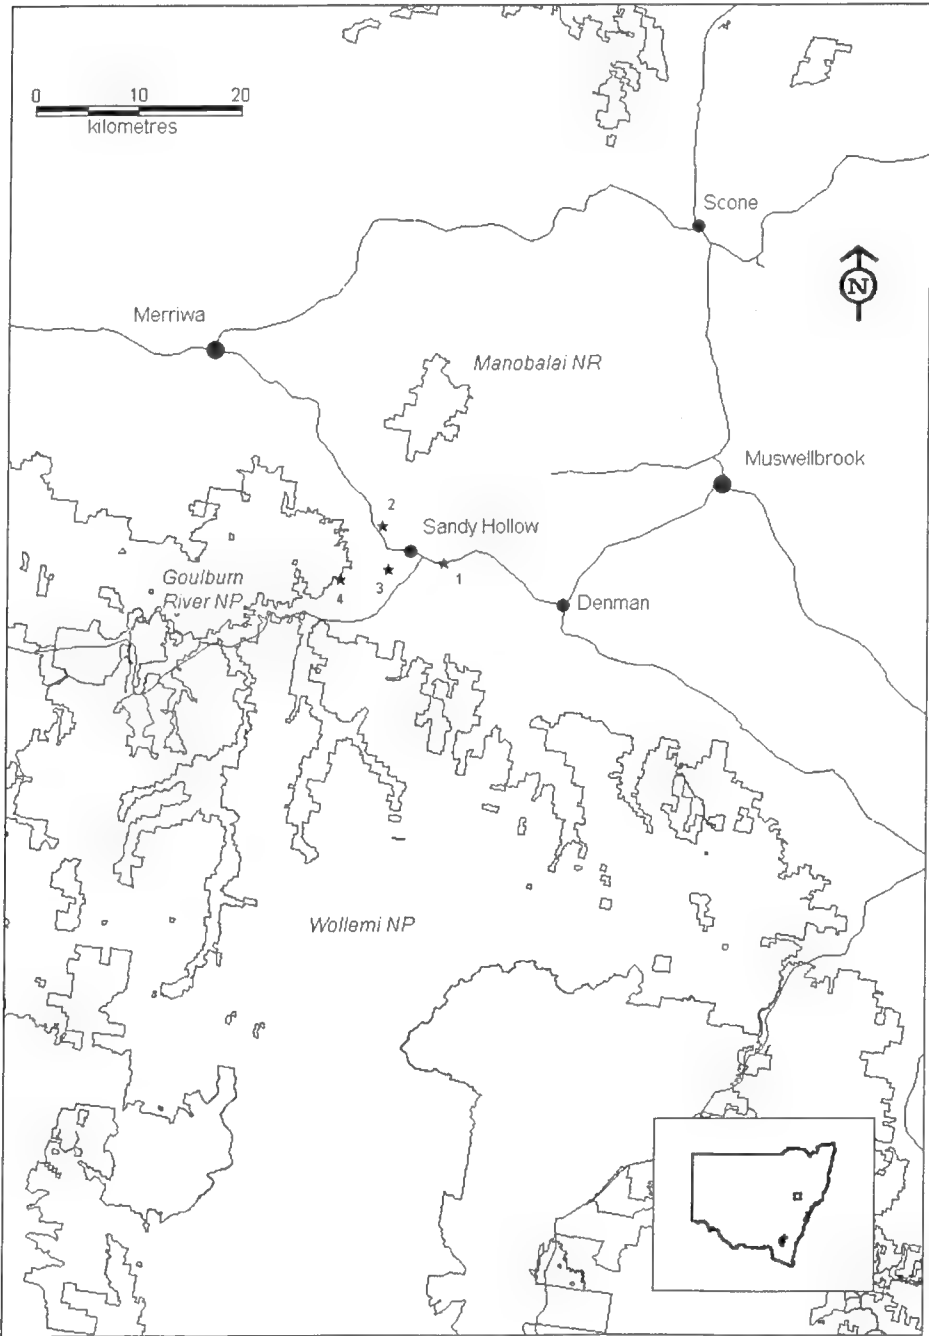 0 10 20
kilometres
Scone
N
Merriwa
Manobalai NR
Muswellbrook
2
Sandy Hollow
1
3
Goulburn
River NP
4
Denman
Wollemi NP